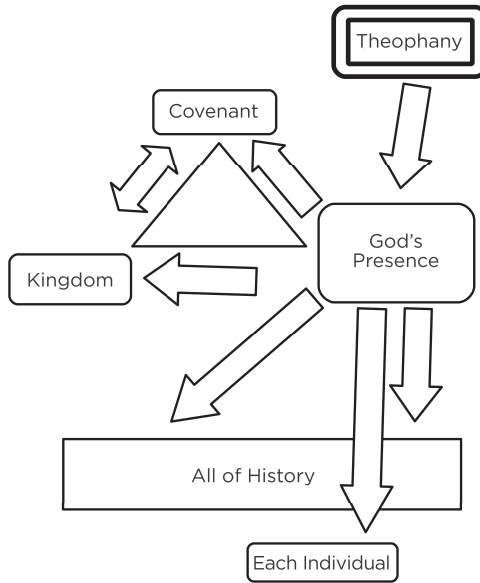 Theophany
Covenant
God’s
Presence
Kingdom
All of History
Each Individual